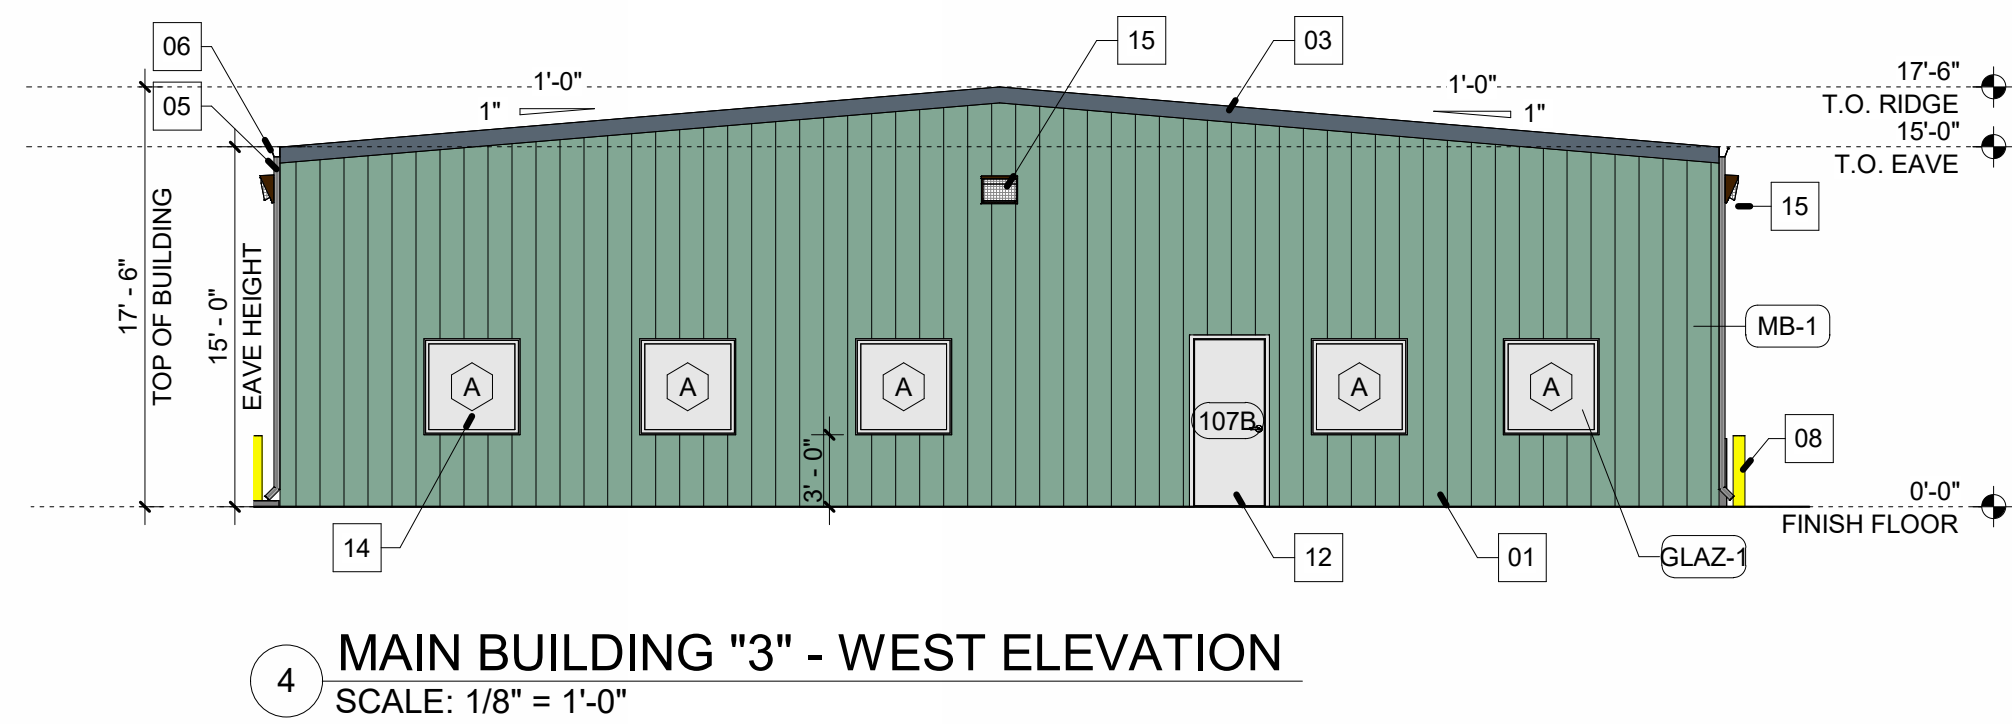 06
15
03
05
1'-0"
1"
1'-0"
1"
17'-6"
T.O. RIDGE
15'-0"
T.O. EAVE
15
17' - 6"
TOP OF BUILDING
15' - 0"
EAVE HEIGHT
MB-1
A
A
A
A
A
107B
3' - 0"
08
0'-0"
FINISH FLOOR
14
12
01
GLAZ-1
4
MAIN BUILDING "3" - WEST ELEVATION
SCALE: 1/8" = 1'-0"